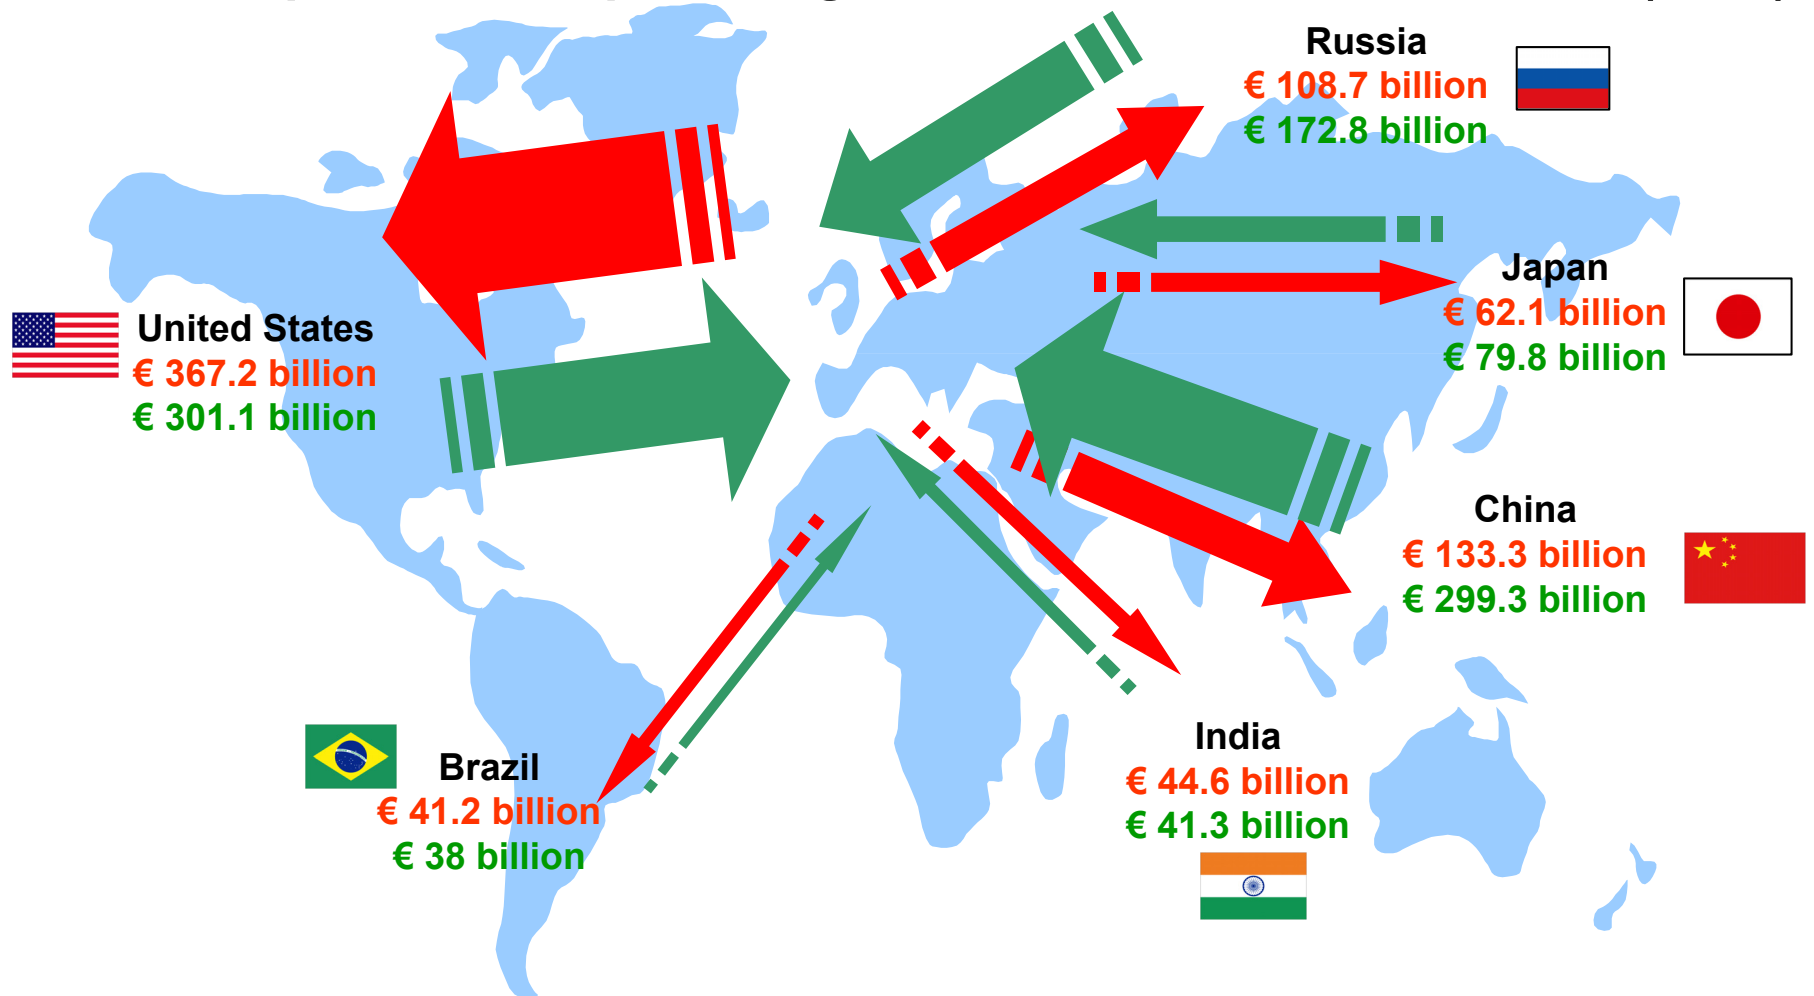 Russia
€ 108.7 billion
€ 172.8 billion
Japan
€ 62.1 billion
€ 79.8 billion
United States
€ 367.2 billion
€ 301.1 billion
China
€ 133.3 billion
€ 299.3 billion
India
€ 44.6 billion
€ 41.3 billion
Brazil
€ 41.2 billion
€ 38 billion